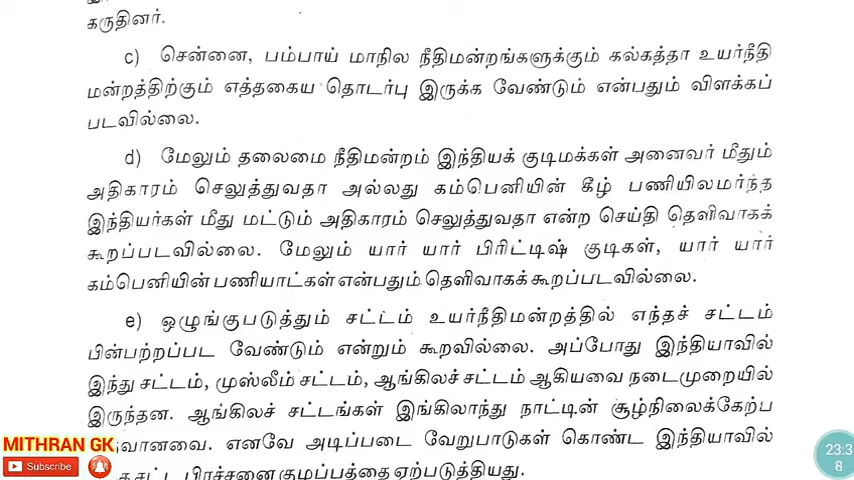 கருதினர்.
c) சென்னை, பம்பாய் மாநில நீதிமன்றங்களுக்கும் கல்கத்தா உயர்நீதி
மன்றத்திற்கும் எத்தகைய தொடர்பு இருக்க வேண்டும் என்பதும் விளக்கப்
படவில்லை.
d) மேலும் தலைமை நீதிமன்றம் இந்தியக் குடிமக்கள் அனைவர் மீதும்
அதிகாரம் செலுத்துவதா அல்லது கம்பெனியின் கீழ் பணியிலமர்ந்த
இந்தியர்கள் மீது மட்டும் அதிகாரம் செலுத்துவதா என்ற செய்தி தெளிவாகக்
கூறப்படவில்லை. மேலும் யார் யார் பிரிட்டிஷ் குடிகள், யார் யார்
கம்பெனியின் பணியாட்கள் என்பதும் தெளிவாகக் கூறப்படவில்லை.
e) ஒழுங்குபடுத்தும் சட்டம் உயர்நீதிமன்றத்தில் எந்தச் சட்டம்
பின்பற்றப்பட வேண்டும் என்றும் கூறவில்லை. அப்போது இந்தியாவில்
இந்து சட்டம், முஸ்லீம் சட்டம், ஆங்கிலச் சட்டம் ஆகியவை நடைமுறையில்
இருந்தன. ஆங்கிலச் சட்டங்கள் இங்கிலாந்து நாட்டின் சூழ்நிலைக்கேற்ப
எனவே அடிப்படை வேறுபாடுகள் கொண்ட இந்தியாவில்
பிரச்சனை குழப்பத்தை ஏற்படுத்தியது.
MITHRAN GK
Subscribe
23:3
8